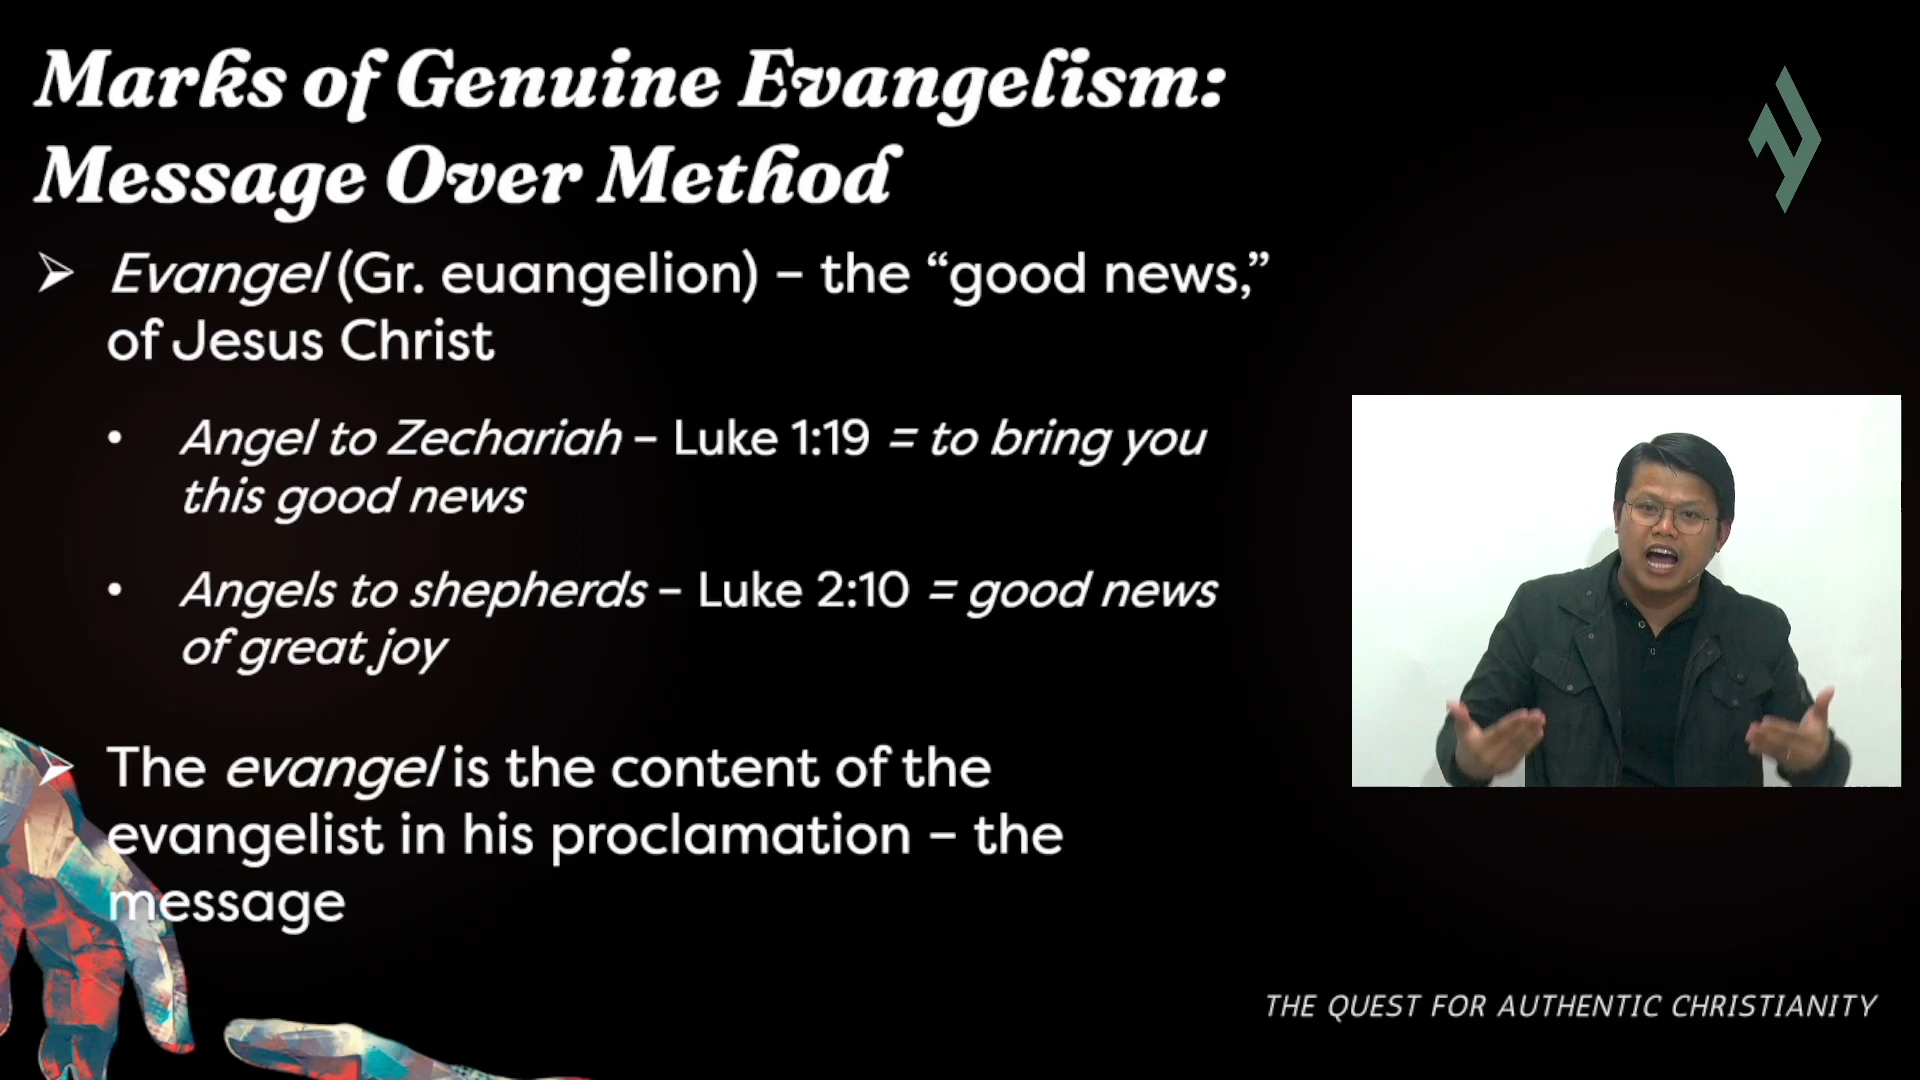 Marks of Genuine Evangelism:
Message Over Method
➢ Evangel (Gr. euangelion) – the “good news,”
of Jesus Christ
• Angel to Zechariah – Luke 1:19 = to bring you
this good news
• Angels to shepherds – Luke 2:10 = good news
of great joy
➢ The evangel is the content of the
evangelist in his proclamation – the
message
THE QUEST FOR AUTHENTIC CHRISTIANITY